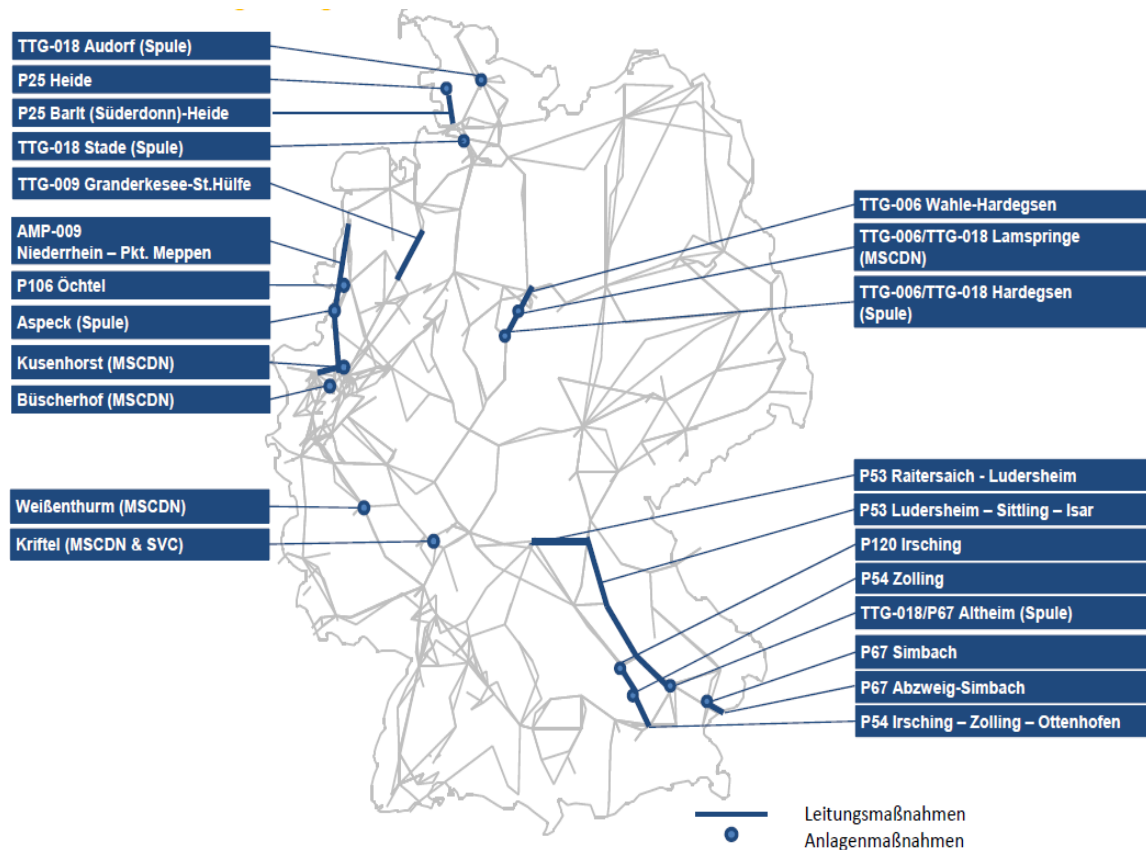 TTG-018 Audorf (Spule)
P25 Heide
P25 Barlt (Süderdonn)-Heide
TTG-018 Stade (Spule)
TTG-009 Granderkesee-St.Hülfe
AMP-009
Niederrhein – Pkt. Meppen
P106 Öchtel
Aspeck (Spule)
Kusenhorst (MSCDN)
Büscherhof (MSCDN)
Weißenthurm (MSCDN)
Kriftel (MSCDN & SVC)
TTG-006 Wahle-Hardegsen
TTG-006/TTG-018 Lamspringe
(MSCDN)
TTG-006/TTG-018 Hardegsen
(Spule)
P53 Raitersaich - Ludersheim
P53 Ludersheim – Sittling – Isar
P120 Irsching
P54 Zolling
TTG-018/P67 Altheim (Spule)
P67 Simbach
P67 Abzweig-Simbach
P54 Irsching – Zolling – Ottenhofen
Leitungsmaßnahmen
Anlagenmaßnahmen